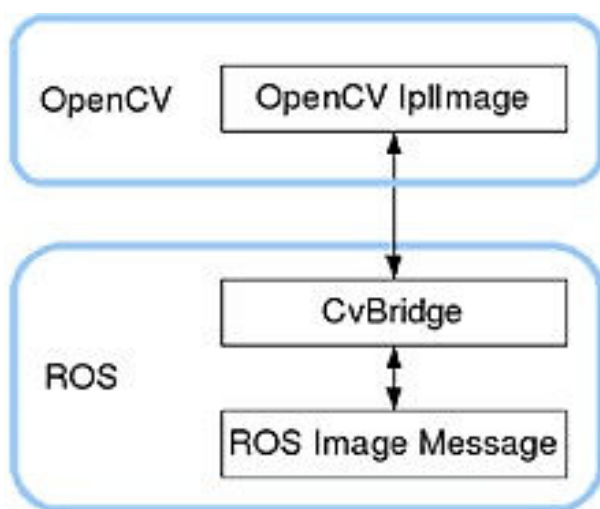 OpenCV
OpenCV IplImage
CvBridge
ROS
ROS Image Message